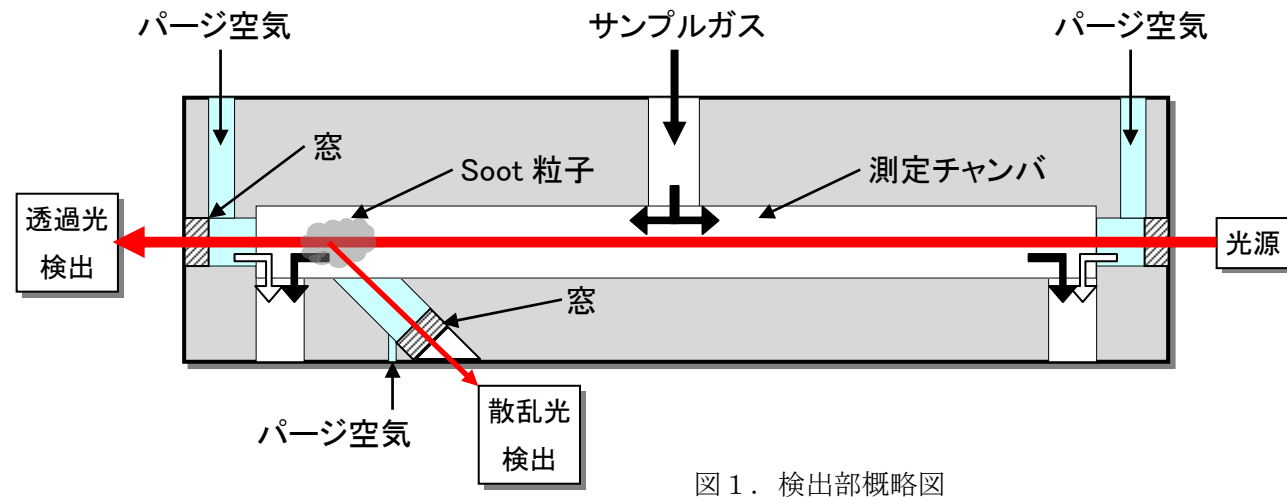 パージ空気
サンプルガス
パージ空気
窓
Soot 粒子
測定チャンバ
透過光
検出
光源
窓
パージ空気
散乱光
検出
図１．検出部概略図